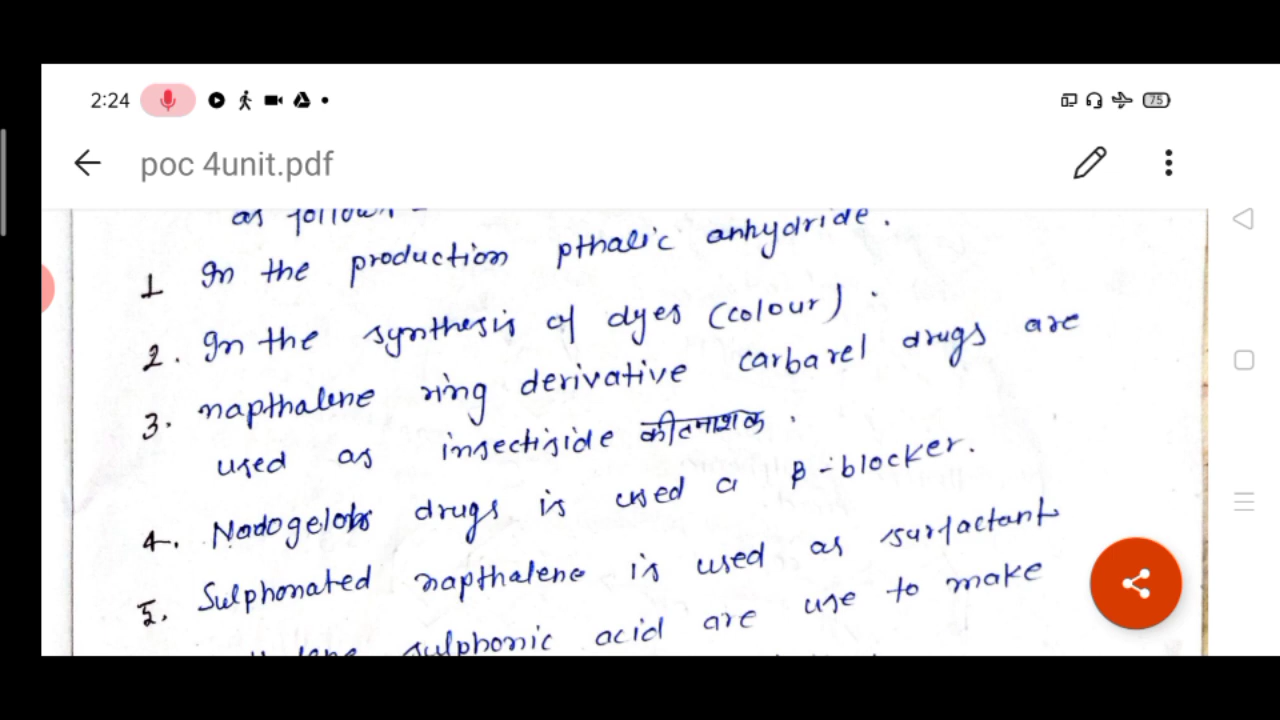 2:24
75
poc 4unit.pdf
as follow -
1 In the production pthalic anhydride.
2. In the synthesis of dyes (colour).
3. napthalene ring derivative carbarel drugs are
used as insectiside कीटनाशक.
4. drugs is used a β-blocker.
5. Sulphonated napthalene is used as surfactant
sulphonic acid are use to make